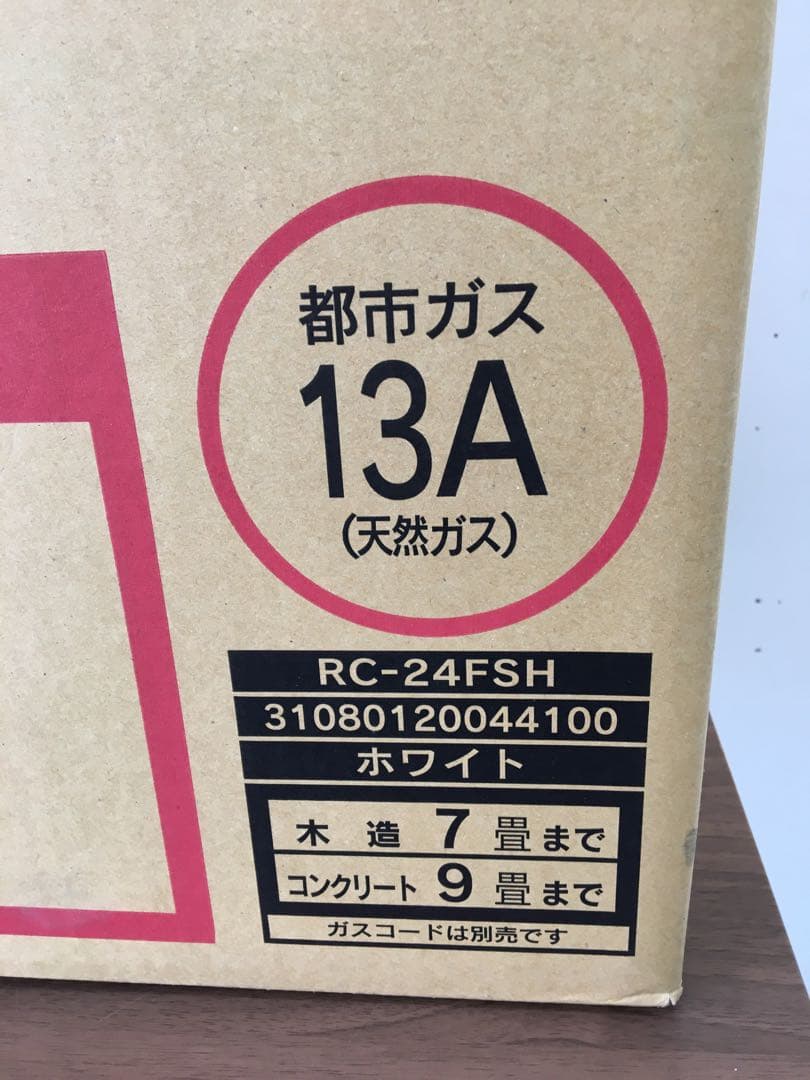 都市ガス
13A
(天然ガス)
RC-24FSH
31080120044100
ホワイト
木造 7 畳まで
コンクリート 9 畳まで
ガスコードは別売です